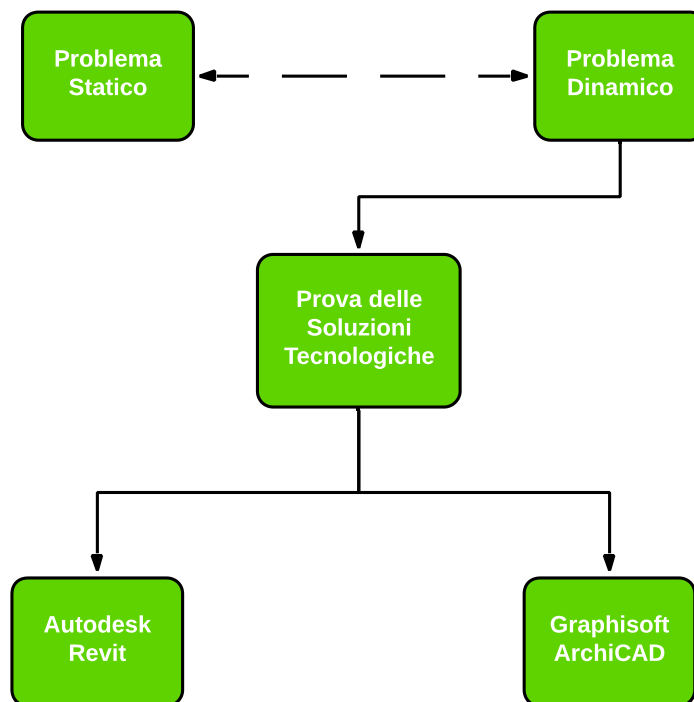 Problema
Statico
Problema
Dinamico
Prova delle
Soluzioni
Tecnologiche
Autodesk
Revit
Graphisoft
ArchiCAD